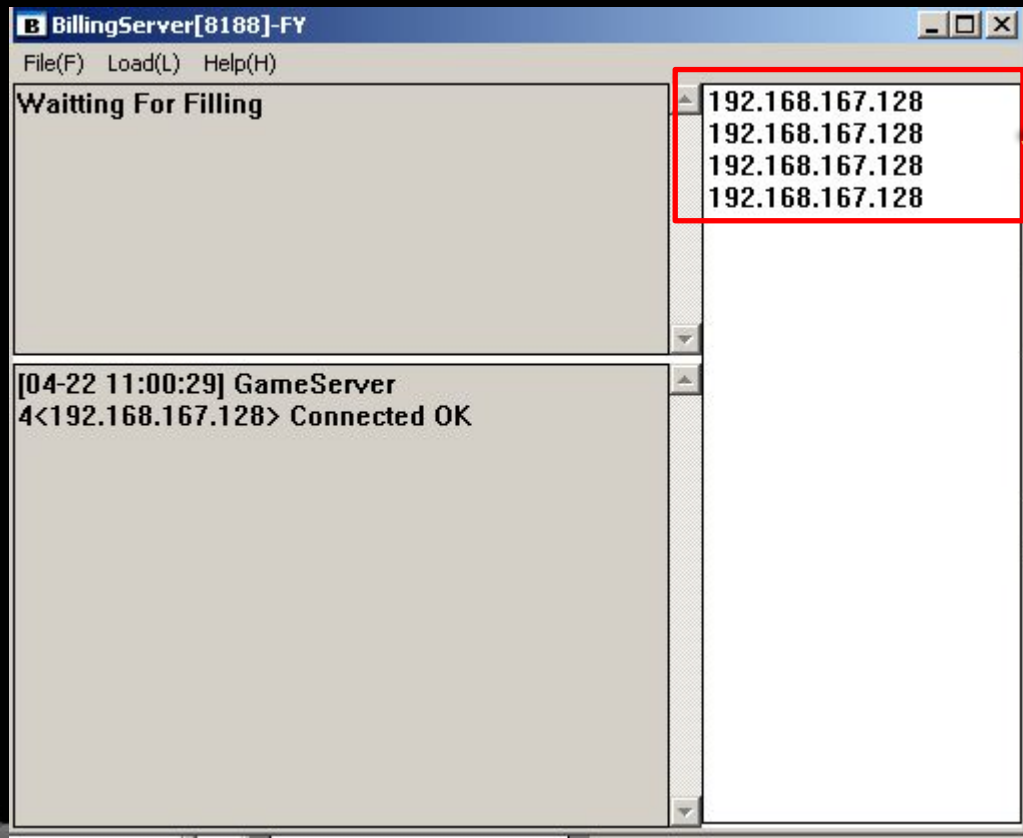 B BillingServer[8188]-FY
File(F) Load(L) Help(H)
Waitting For Filling
192.168.167.128
192.168.167.128
192.168.167.128
192.168.167.128
[04-22 11:00:29] GameServer
4<192.168.167.128> Connected OK